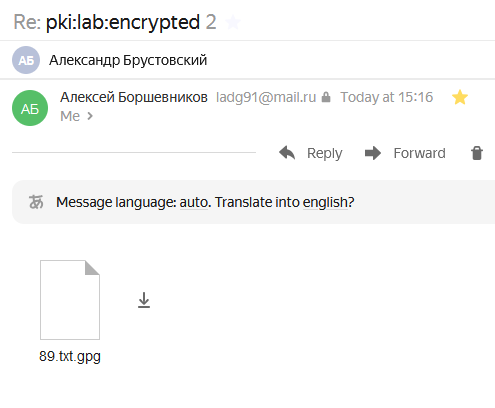 Re: pki:lab:encrypted 2
АБ Александр Брустовский
АБ Алексей Боршевников ladg91@mail.ru Today at 15:16
Me >
Reply Forward
あ Message language: auto. Translate into english?
89.txt.gpg